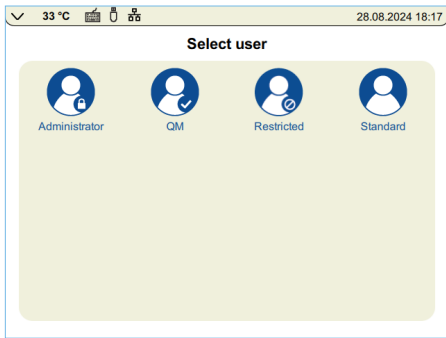 33 °C 28.08.2024 18:17
Select user
Administrator QM Restricted Standard